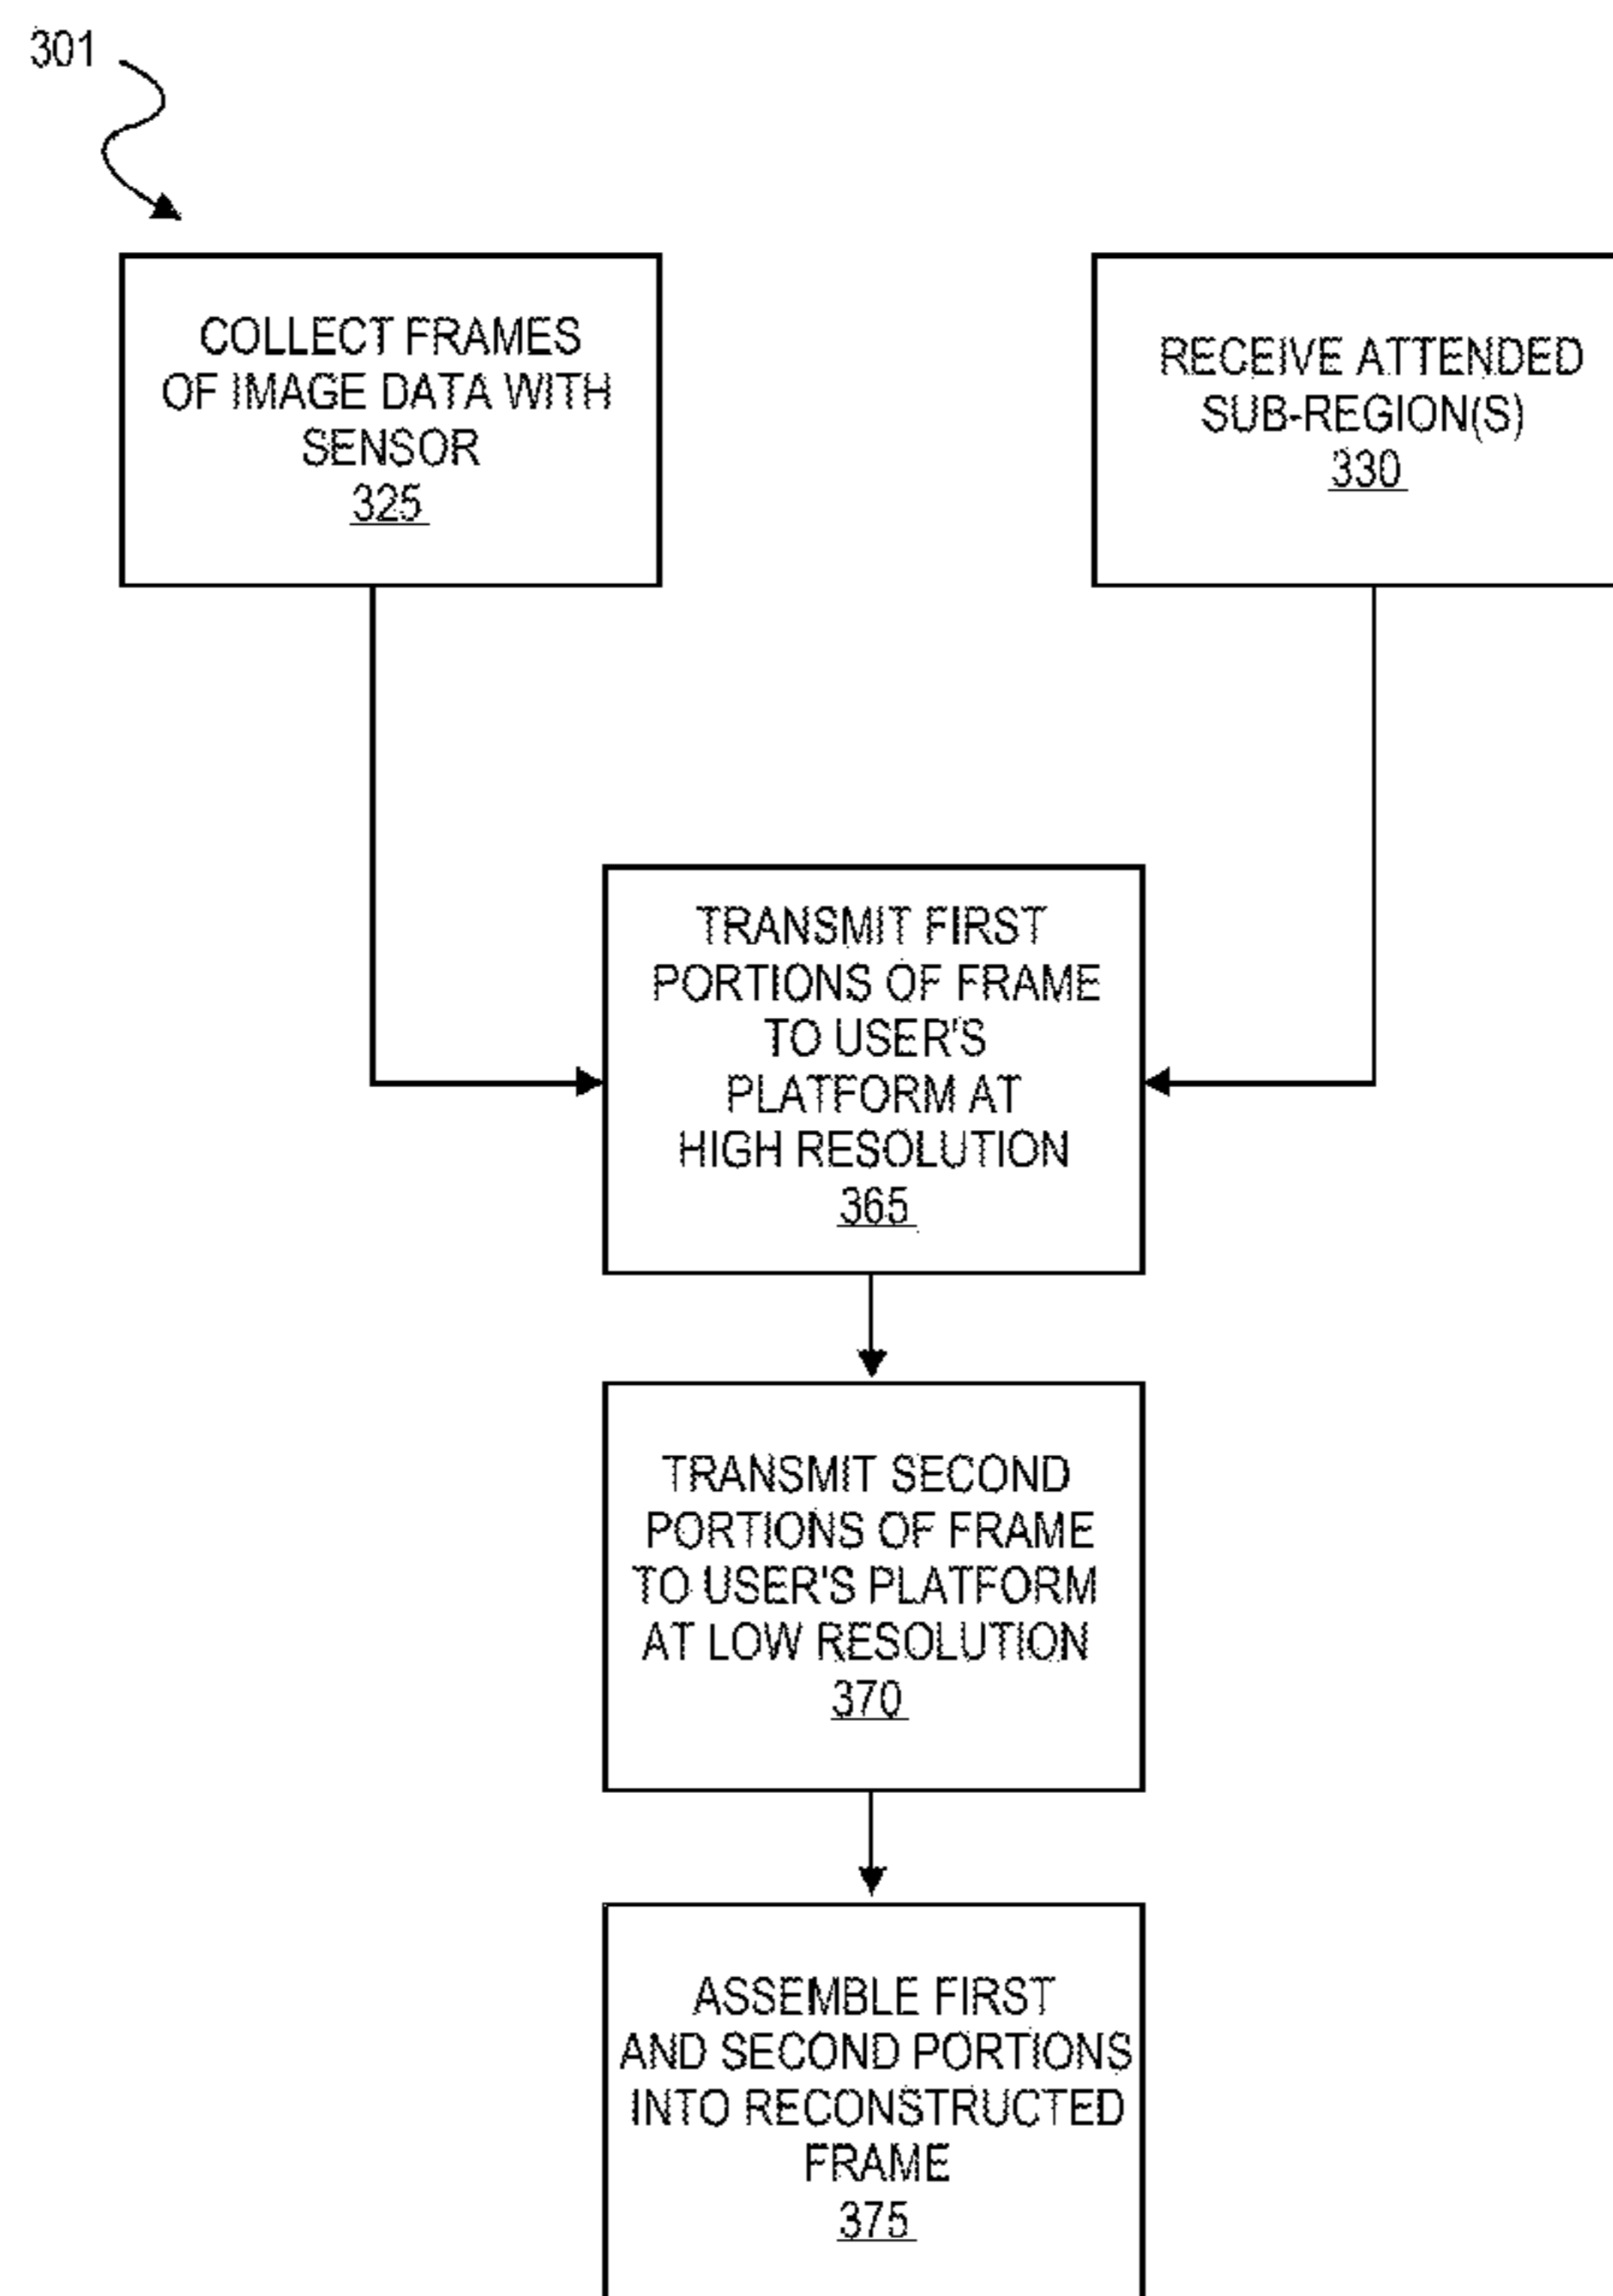 301
COLLECT FRAMES
OF IMAGE DATA WITH
SENSOR
325
RECEIVE ATTENDED
SUB-REGION(S)
330
TRANSMIT FIRST
PORTIONS OF FRAME
TO USER'S
PLATFORM AT
HIGH RESOLUTION
365
TRANSMIT SECOND
PORTIONS OF FRAME
TO USER'S PLATFORM
AT LOW RESOLUTION
370
ASSEMBLE FIRST
AND SECOND PORTIONS
INTO RECONSTRUCTED
FRAME
375